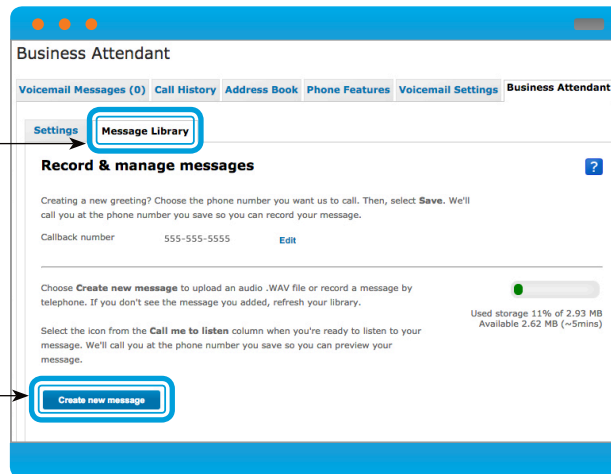 Business Attendant
Voicemail Messages (0) Call History Address Book Phone Features Voicemail Settings Business Attendant
Settings Message Library
Record & manage messages
?
Creating a new greeting? Choose the phone number you want us to call. Then, select Save. We'll
call you at the phone number you save so you can record your message.
Callback number 555-555-5555 Edit
Choose Create new message to upload an audio .WAV file or record a message by
telephone. If you don't see the message you added, refresh your library.
Used storage 11% of 2.93 MB
Available 2.62 MB (~5mins)
Select the icon from the Call me to listen column when you're ready to listen to your
message. We'll call you at the phone number you save so you can preview your
message.
Create new message